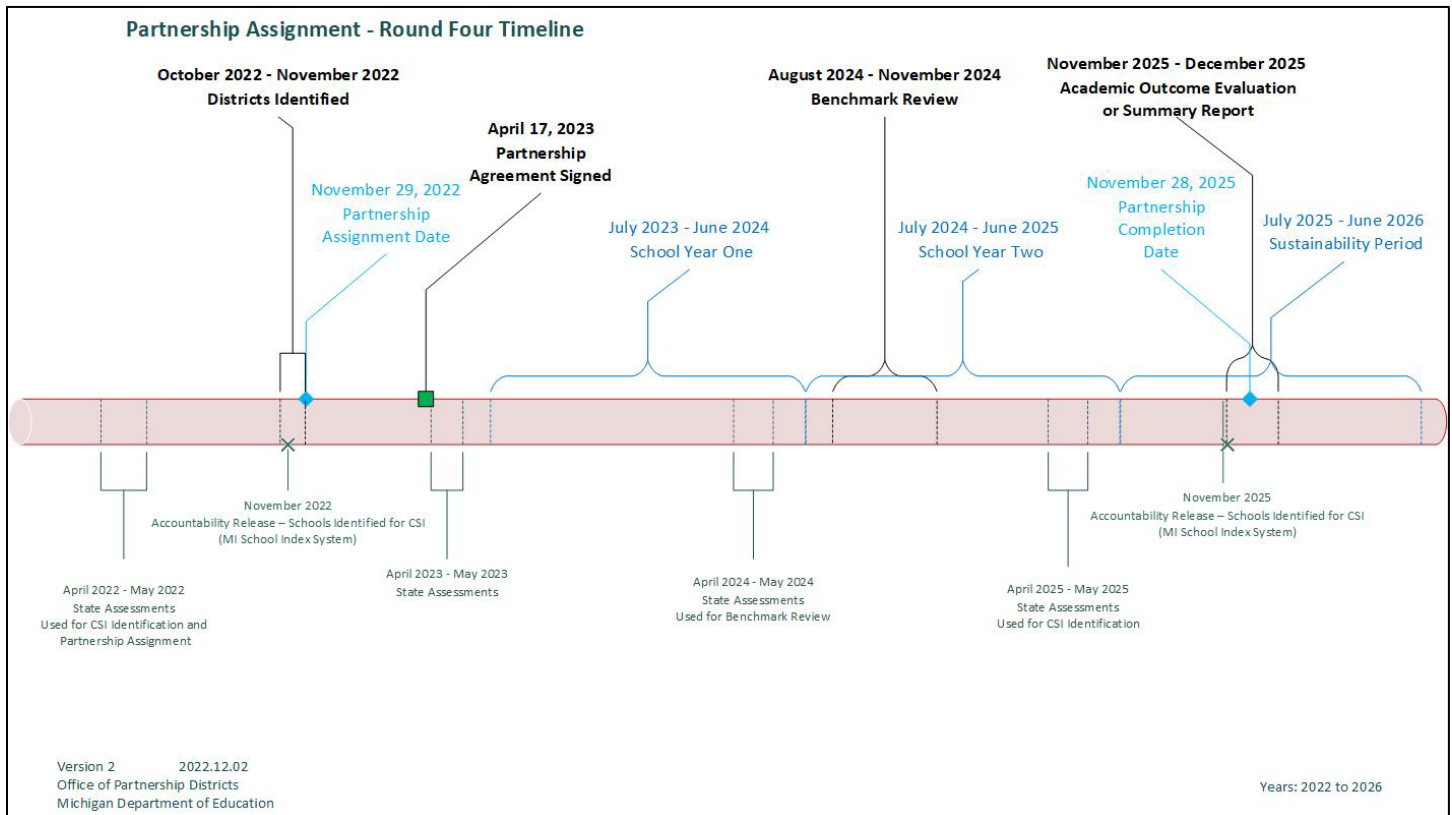 Partnership Assignment - Round Four Timeline
October 2022 - November 2022
Districts Identified
April 17, 2023
Partnership
Agreement Signed
August 2024 - November 2024
Benchmark Review
November 2025 - December 2025
Academic Outcome Evaluation
or Summary Report
November 29, 2022
Partnership
Assignment Date
July 2023 - June 2024
School Year One
July 2024 - June 2025
School Year Two
November 28, 2025
Partnership
Completion
Date
July 2025 - June 2026
Sustainability Period
April 2022 - May 2022
State Assessments
Used for CSI Identification and
Partnership Assignment
November 2022
Accountability Release – Schools Identified for CSI
(MI School Index System)
April 2023 - May 2023
State Assessments
April 2024 - May 2024
State Assessments
Used for Benchmark Review
April 2025 - May 2025
State Assessments
Used for CSI Identification
November 2025
Accountability Release – Schools Identified for CSI
(MI School Index System)
Version 2 2022.12.02
Office of Partnership Districts
Michigan Department of Education
Years: 2022 to 2026